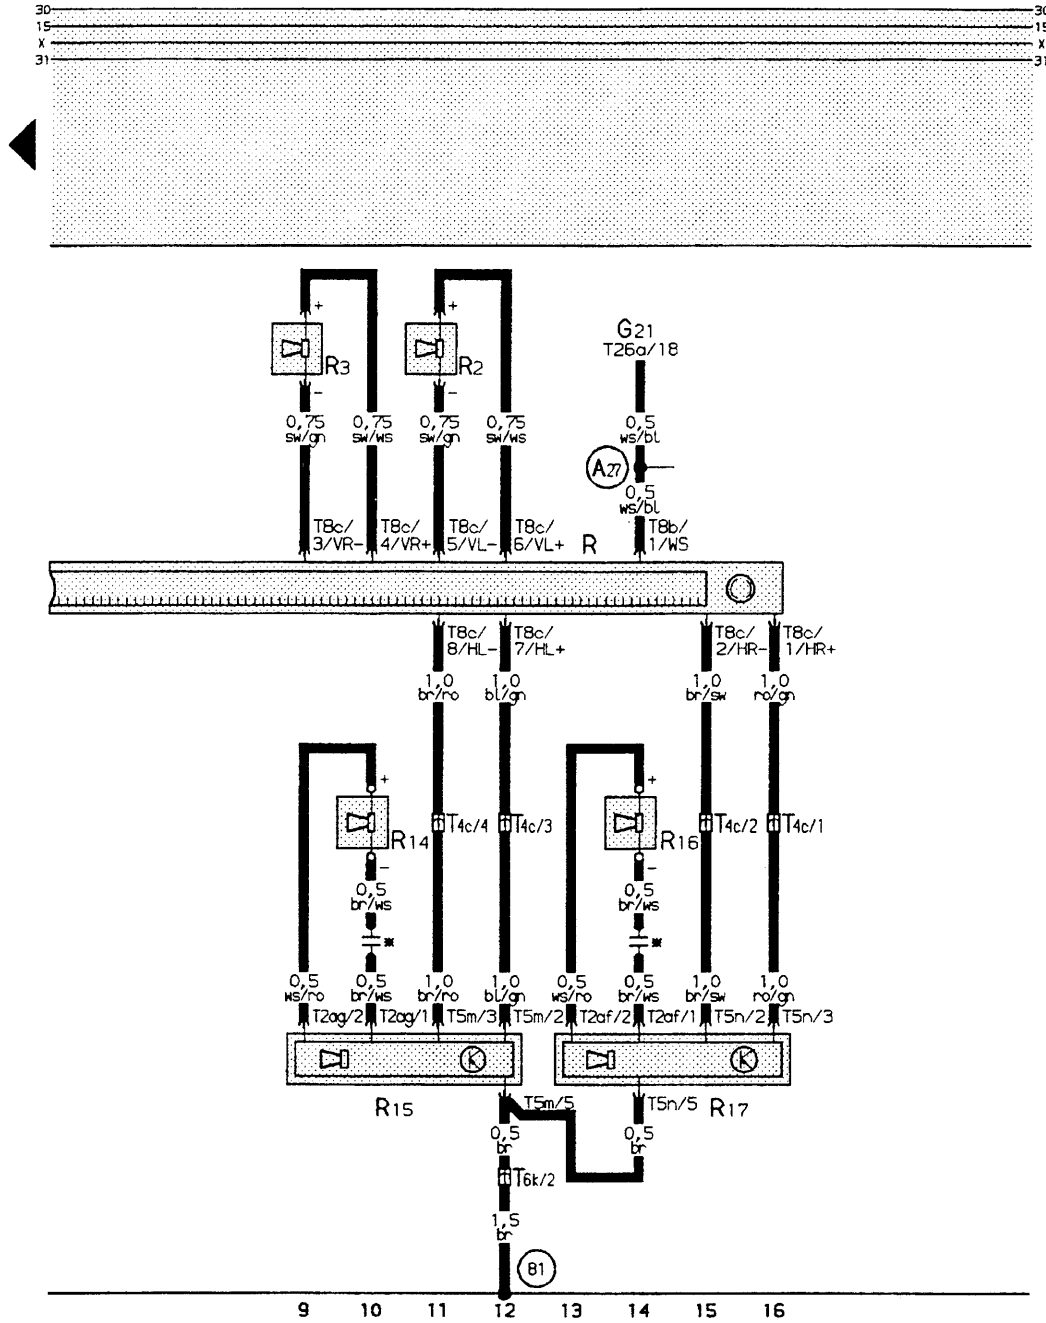 30 30
15 15
X X
31 31
+ +
G21
T26a/18
R3 R2
- -
0,75 0,75 0,75 0,75 0,5
sw/gn sw/ws sw/gn sw/ws ws/bl
A27
0,5
ws/bl
T8c/ T8c/ T8c/ T8c/ T8b/
3/VR- 4/VR+ 5/VL- 6/VL+ R 1/WS
T8c/ T8c/ T8c/ T8c/
8/HL- 7/HL+ 2/HR- 1/HR+
1,0 1,0 1,0 1,0
br/ro bl/gn br/sw ro/gn
+ +
T4c/4 T4c/3 T4c/2 T4c/1
R14 R16
- -
0,5 0,5
br/ws br/ws
* *
0,5 0,5 1,0 1,0 0,5 0,5 1,0 1,0
ws/ro br/ws br/ro bl/gn ws/ro br/ws br/sw ro/gn
T2ag/2 T2ag/1 T5m/3 T5m/2 T2af/2 T2af/1 T5n/2 T5n/3
K K
R15 T5m/5 T5n/5 R17
0,5 0,5
br br
T6k/2
1,5
br
81
9 10 11 12 13 14 15 16